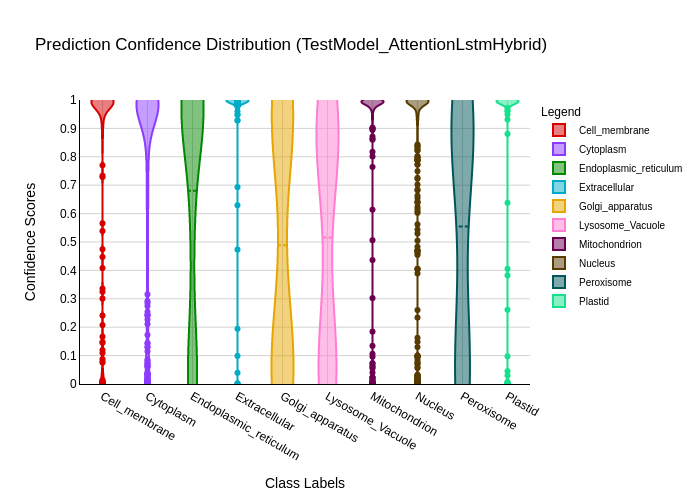 Prediction Confidence Distribution (TestModel_AttentionLstmHybrid)
Legend
Cell_membrane
Cytoplasm
Endoplasmic_reticulum
Extracellular
Golgi_apparatus
Lysosome_Vacuole
Mitochondrion
Nucleus
Peroxisome
Plastid
Confidence Scores
1
0.9
0.8
0.7
0.6
0.5
0.4
0.3
0.2
0.1
0
Cell_membrane
Cytoplasm
Endoplasmic_reticulum
Extracellular
Golgi_apparatus
Lysosome_Vacuole
Mitochondrion
Nucleus
Peroxisome
Plastid
Class Labels